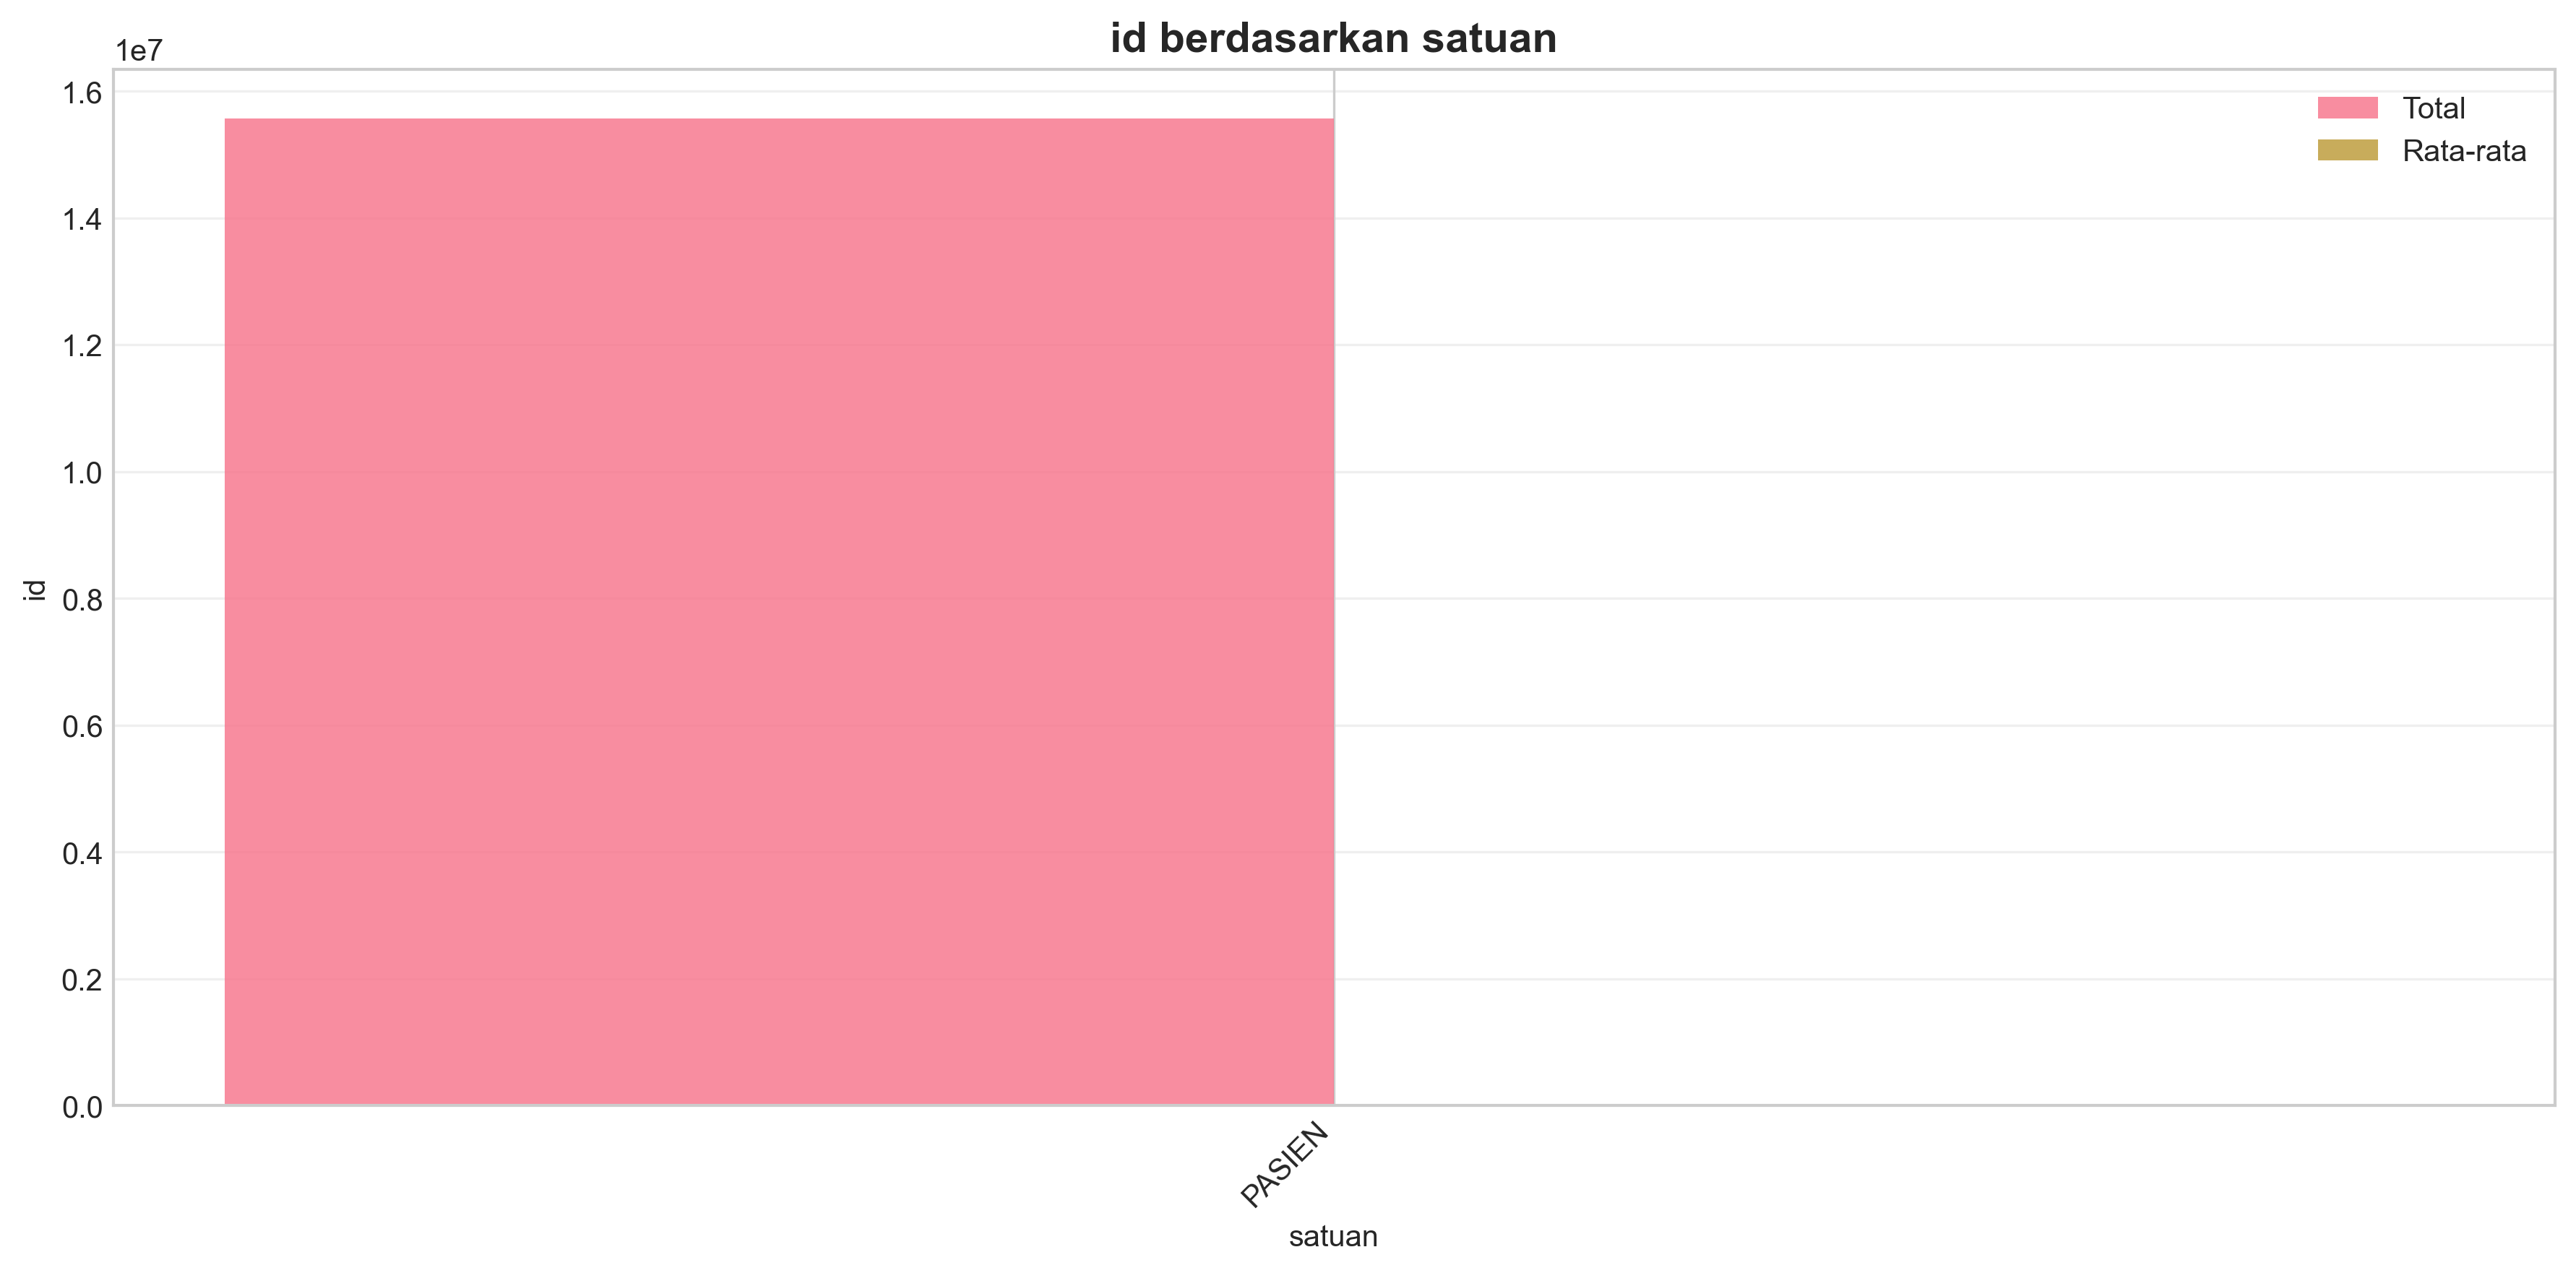 id berdasarkan satuan
1e7
1.6
1.4
1.2
1.0
0.8
0.6
0.4
0.2
0.0
id
Total
Rata-rata
PASIEN
satuan